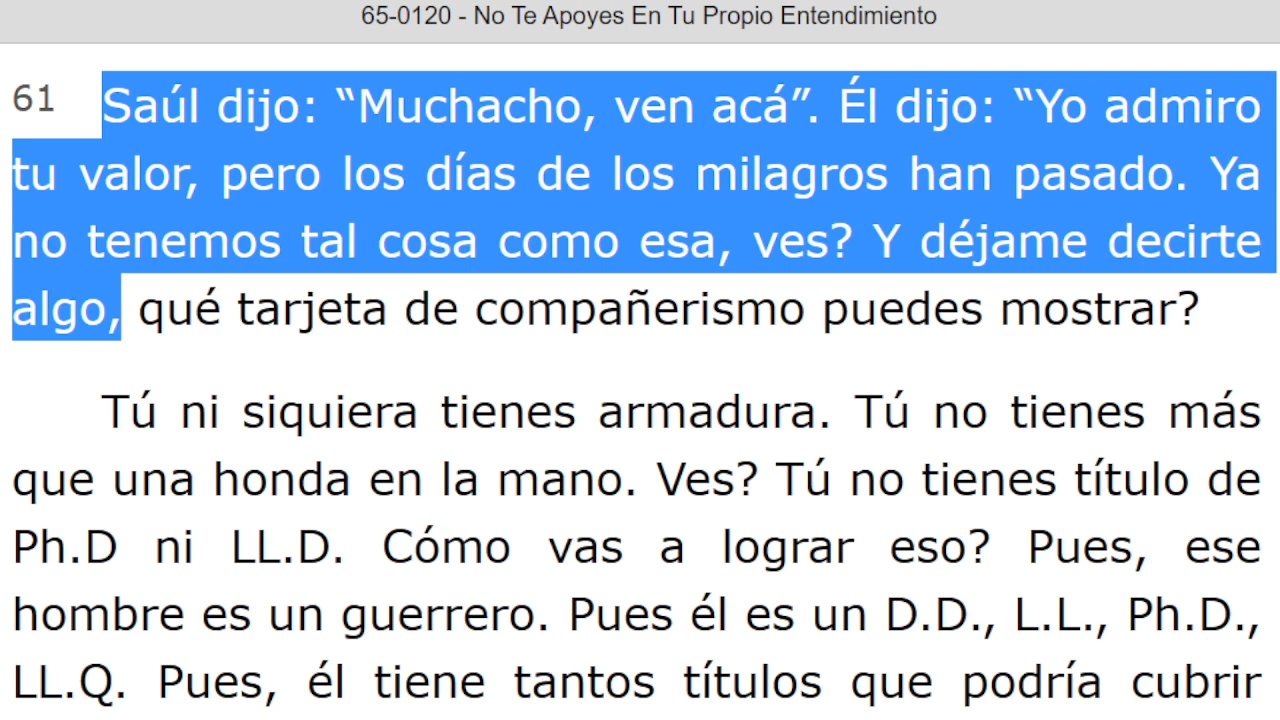 65-0120 - No Te Apoyes En Tu Propio Entendimiento
61 Saúl dijo: “Muchacho, ven acá”. Él dijo: “Yo admiro
tu valor, pero los días de los milagros han pasado. Ya
no tenemos tal cosa como esa, ves? Y déjame decirte
algo, qué tarjeta de compañerismo puedes mostrar?
Tú ni siquiera tienes armadura. Tú no tienes más
que una honda en la mano. Ves? Tú no tienes título de
Ph.D ni LL.D. Cómo vas a lograr eso? Pues, ese
hombre es un guerrero. Pues él es un D.D., L.L., Ph.D.,
LL.Q. Pues, él tiene tantos títulos que podría cubrir